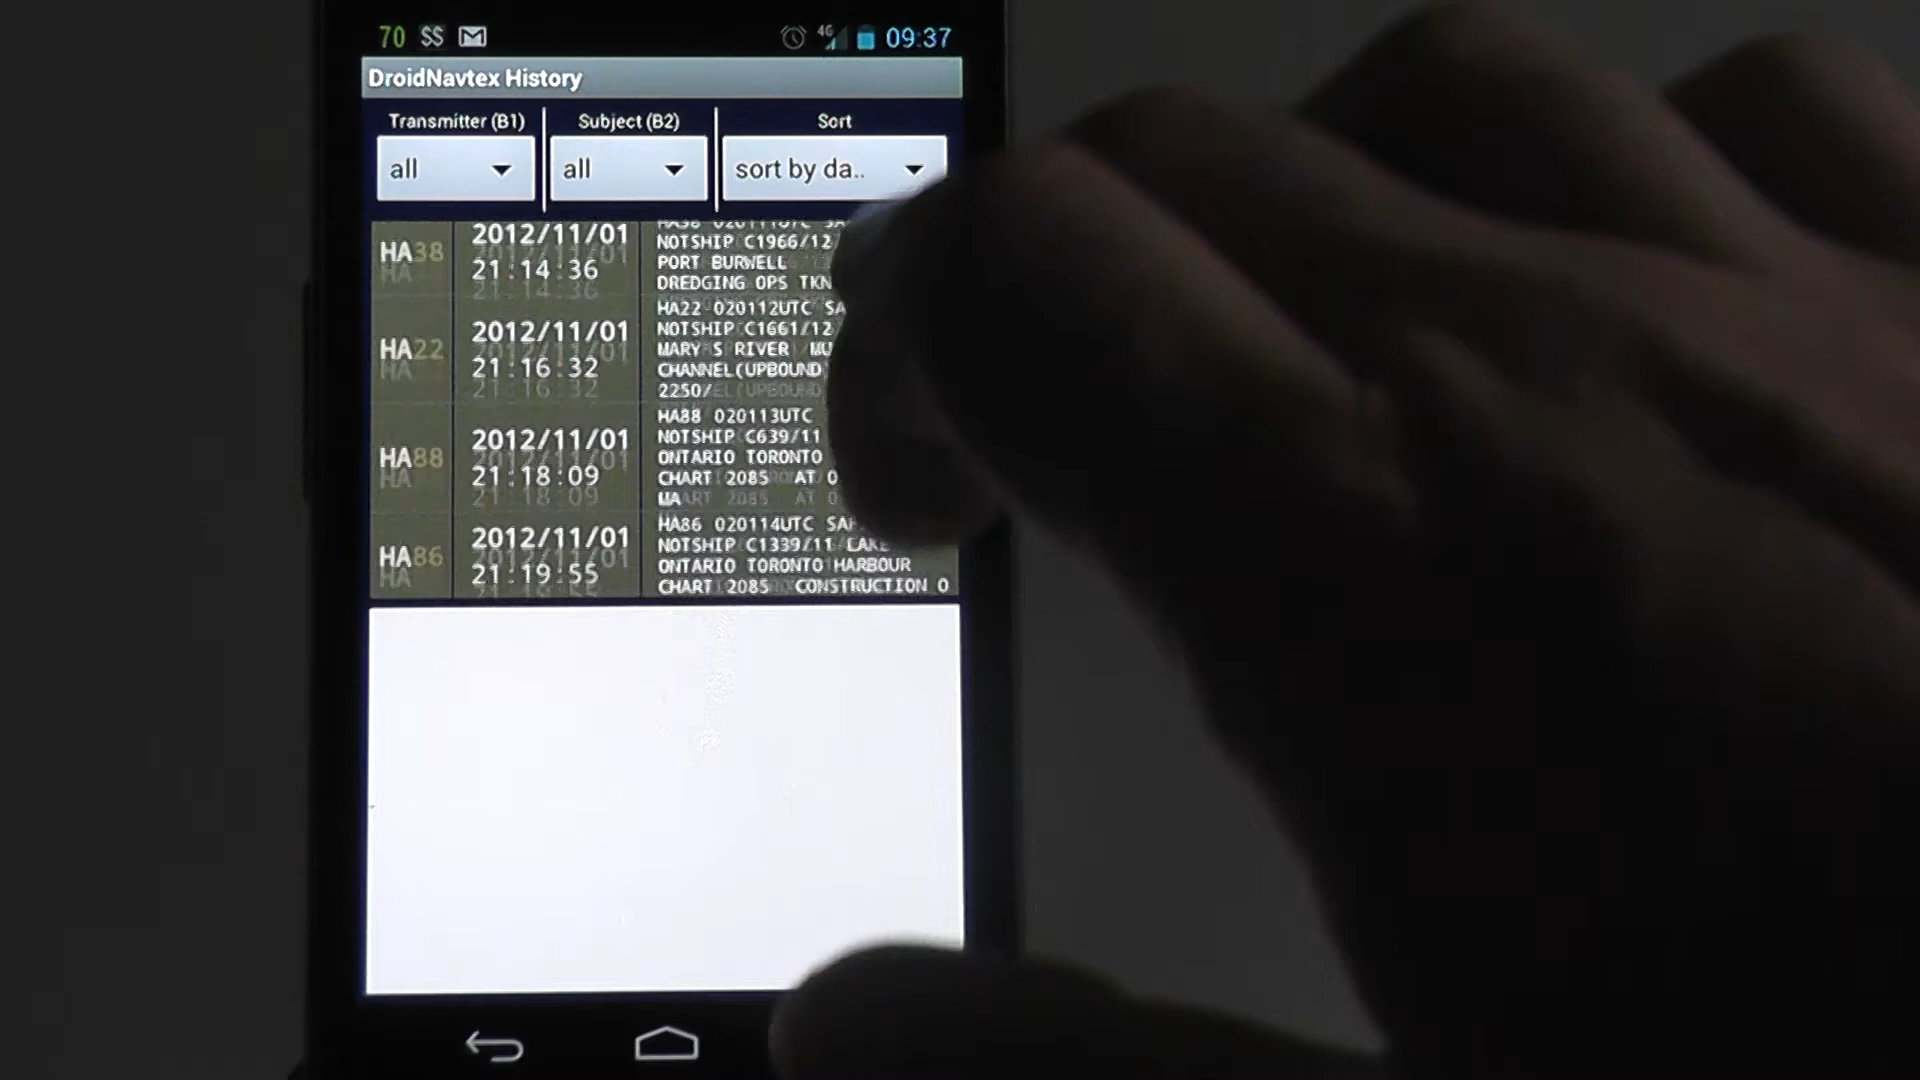 70 $S 4G 09:37
DroidNavtex History
Transmitter (B1) Subject (B2) Sort
all all sort by da..
HA38 2012/11/01 21:14:36
HA38 020111UTC SA
NOTSHIP C1966/12
PORT BURWELL
DREDGING OPS TKN
HA22 2012/11/01 21:16:32
HA22 020112UTC SA
NOTSHIP C1661/12
MARY S RIVER MU
CHANNEL(UPBOUND)
2250/
HA88 2012/11/01 21:18:09
HA88 020113UTC
NOTSHIP C639/11
ONTARIO TORONTO
CHART 2085 AT 0
HA86 2012/11/01 21:19:55
HA86 020114UTC SAF
NOTSHIP C1339/11 LAKE
ONTARIO TORONTO HARBOUR
CHART 2085 CONSTRUCTION O